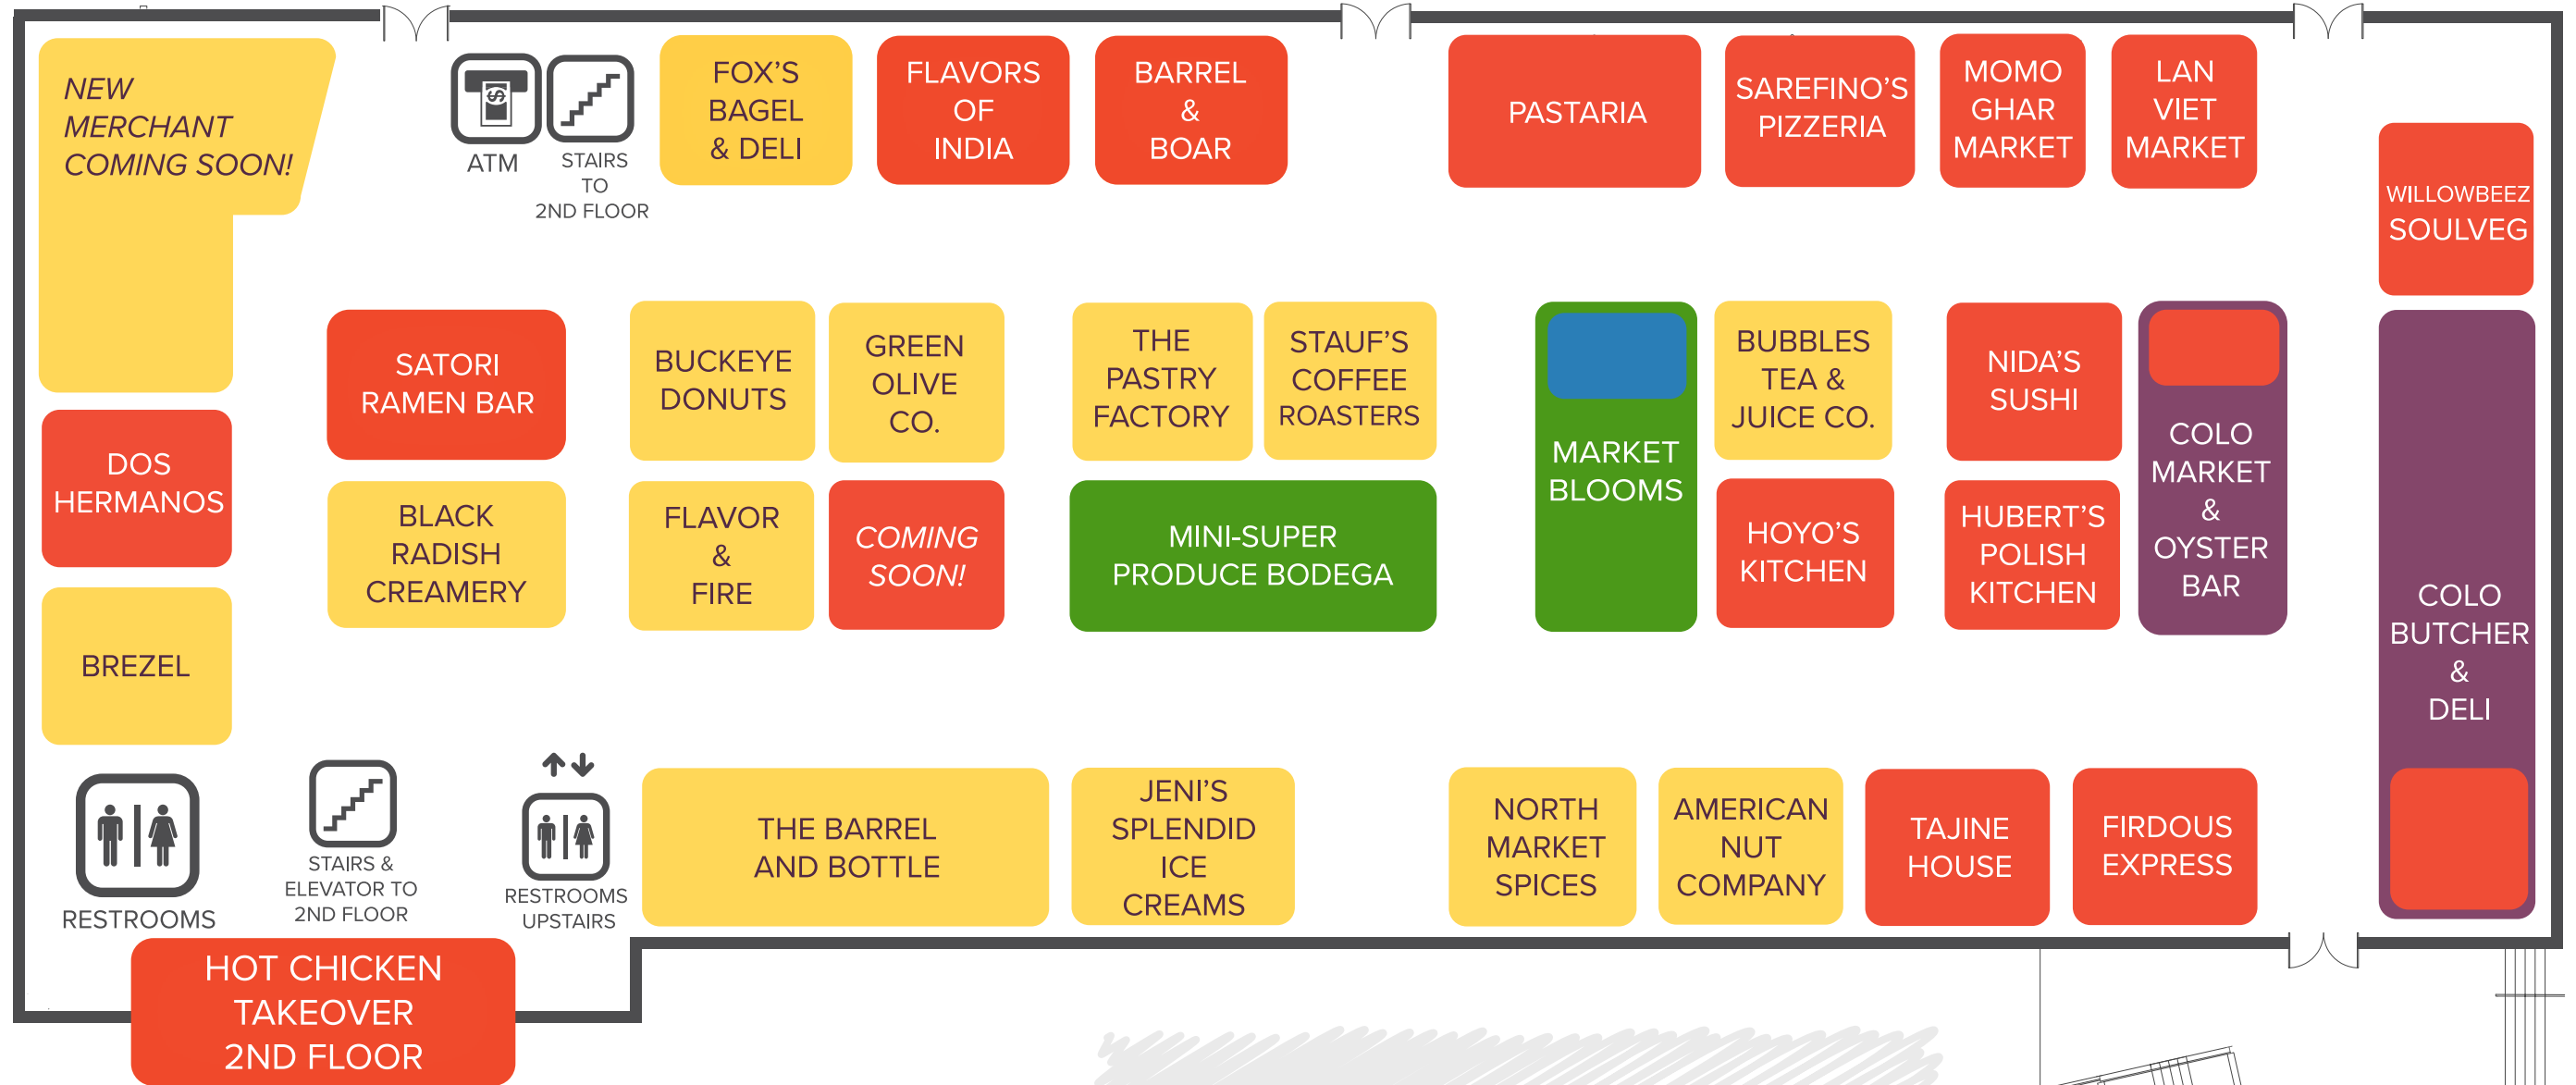 NEW
MERCHANT
COMING SOON!
ATM
STAIRS
TO
2ND FLOOR
FOX'S
BAGEL
& DELI
FLAVORS
OF
INDIA
BARREL
&
BOAR
PASTARIA
SAREFINO'S
PIZZERIA
MOMO
GHAR
MARKET
LAN
VIET
MARKET
WILLOWBEEZ
SOULVEG
SATORI
RAMEN BAR
BUCKEYE
DONUTS
GREEN
OLIVE
CO.
THE
PASTRY
FACTORY
STAUF'S
COFFEE
ROASTERS
MARKET
BLOOMS
BUBBLES
TEA &
JUICE CO.
NIDA'S
SUSHI
COLO
MARKET
&
OYSTER
BAR
DOS
HERMANOS
BLACK
RADISH
CREAMERY
FLAVOR
&
FIRE
COMING
SOON!
MINI-SUPER
PRODUCE BODEGA
HOYO'S
KITCHEN
HUBERT'S
POLISH
KITCHEN
COLO
BUTCHER
&
DELI
BREZEL
RESTROOMS
STAIRS &
ELEVATOR TO
2ND FLOOR
RESTROOMS
UPSTAIRS
THE BARREL
AND BOTTLE
JENI'S
SPLENDID
ICE
CREAMS
NORTH
MARKET
SPICES
AMERICAN
NUT
COMPANY
TAJINE
HOUSE
FIRDOUS
EXPRESS
HOT CHICKEN
TAKEOVER
2ND FLOOR